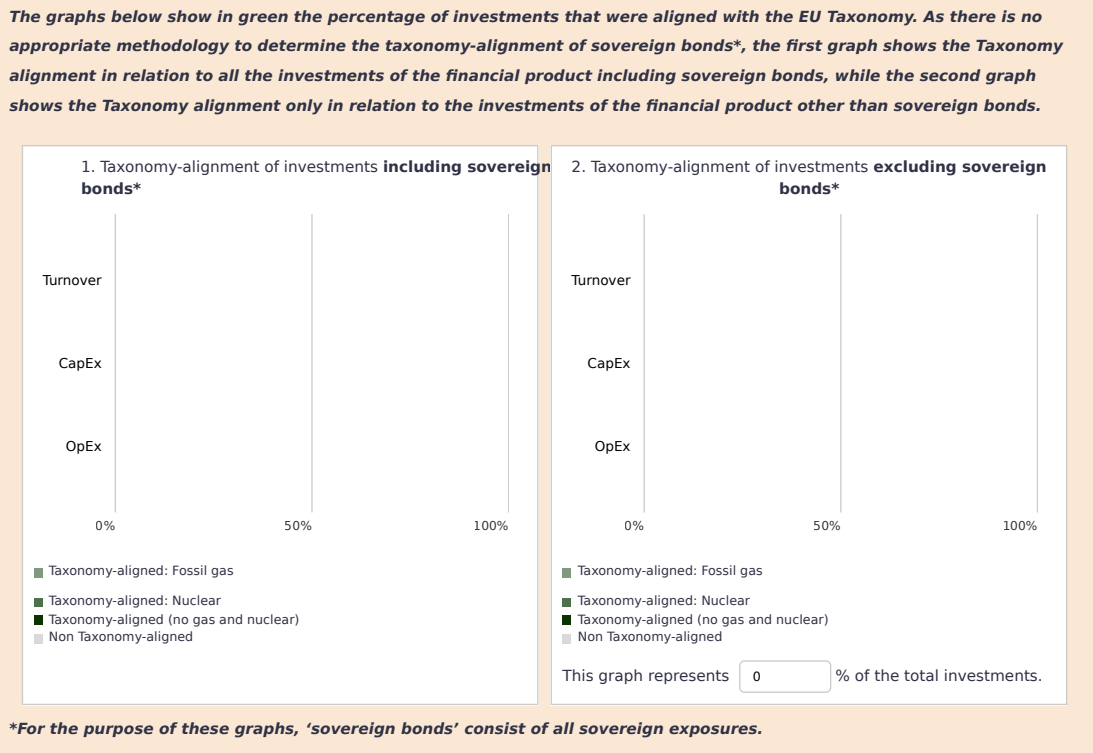 The graphs below show in green the percentage of investments that were aligned with the EU Taxonomy. As there is no
appropriate methodology to determine the taxonomy-alignment of sovereign bonds*, the first graph shows the Taxonomy
alignment in relation to all the investments of the financial product including sovereign bonds, while the second graph
shows the Taxonomy alignment only in relation to the investments of the financial product other than sovereign bonds.
1. Taxonomy-alignment of investments including sovereign
bonds*
Turnover
CapEx
OpEx
0% 50% 100%
Taxonomy-aligned: Fossil gas
Taxonomy-aligned: Nuclear
Taxonomy-aligned (no gas and nuclear)
Non Taxonomy-aligned
2. Taxonomy-alignment of investments excluding sovereign
bonds*
Turnover
CapEx
OpEx
0% 50% 100%
Taxonomy-aligned: Fossil gas
Taxonomy-aligned: Nuclear
Taxonomy-aligned (no gas and nuclear)
Non Taxonomy-aligned
This graph represents 0 % of the total investments.
*For the purpose of these graphs, ‘sovereign bonds’ consist of all sovereign exposures.